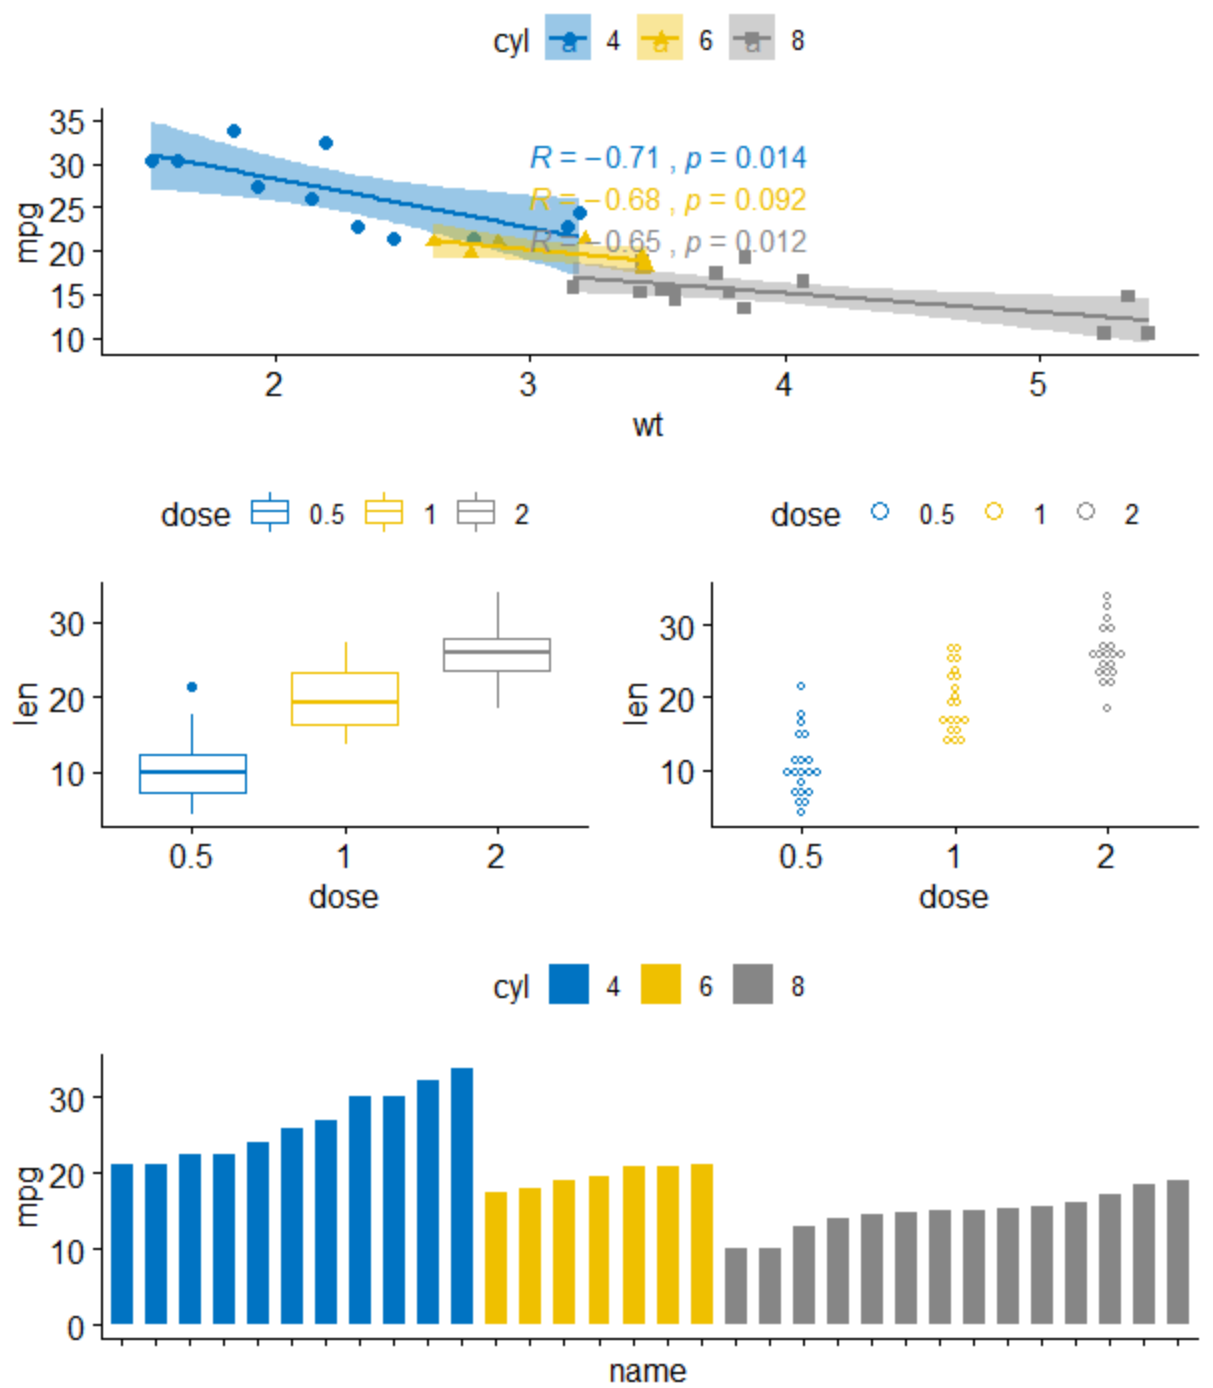 cyl 4 6 8
35
30
25
20
15
10
mpg
R = −0.71 , p = 0.014
R = −0.68 , p = 0.092
R = −0.65 , p = 0.012
2 3 4 5
wt
dose 0.5 1 2
30
20
10
len
0.5 1 2
dose
dose 0.5 1 2
30
20
10
len
0.5 1 2
dose
cyl 4 6 8
30
20
10
0
mpg
name